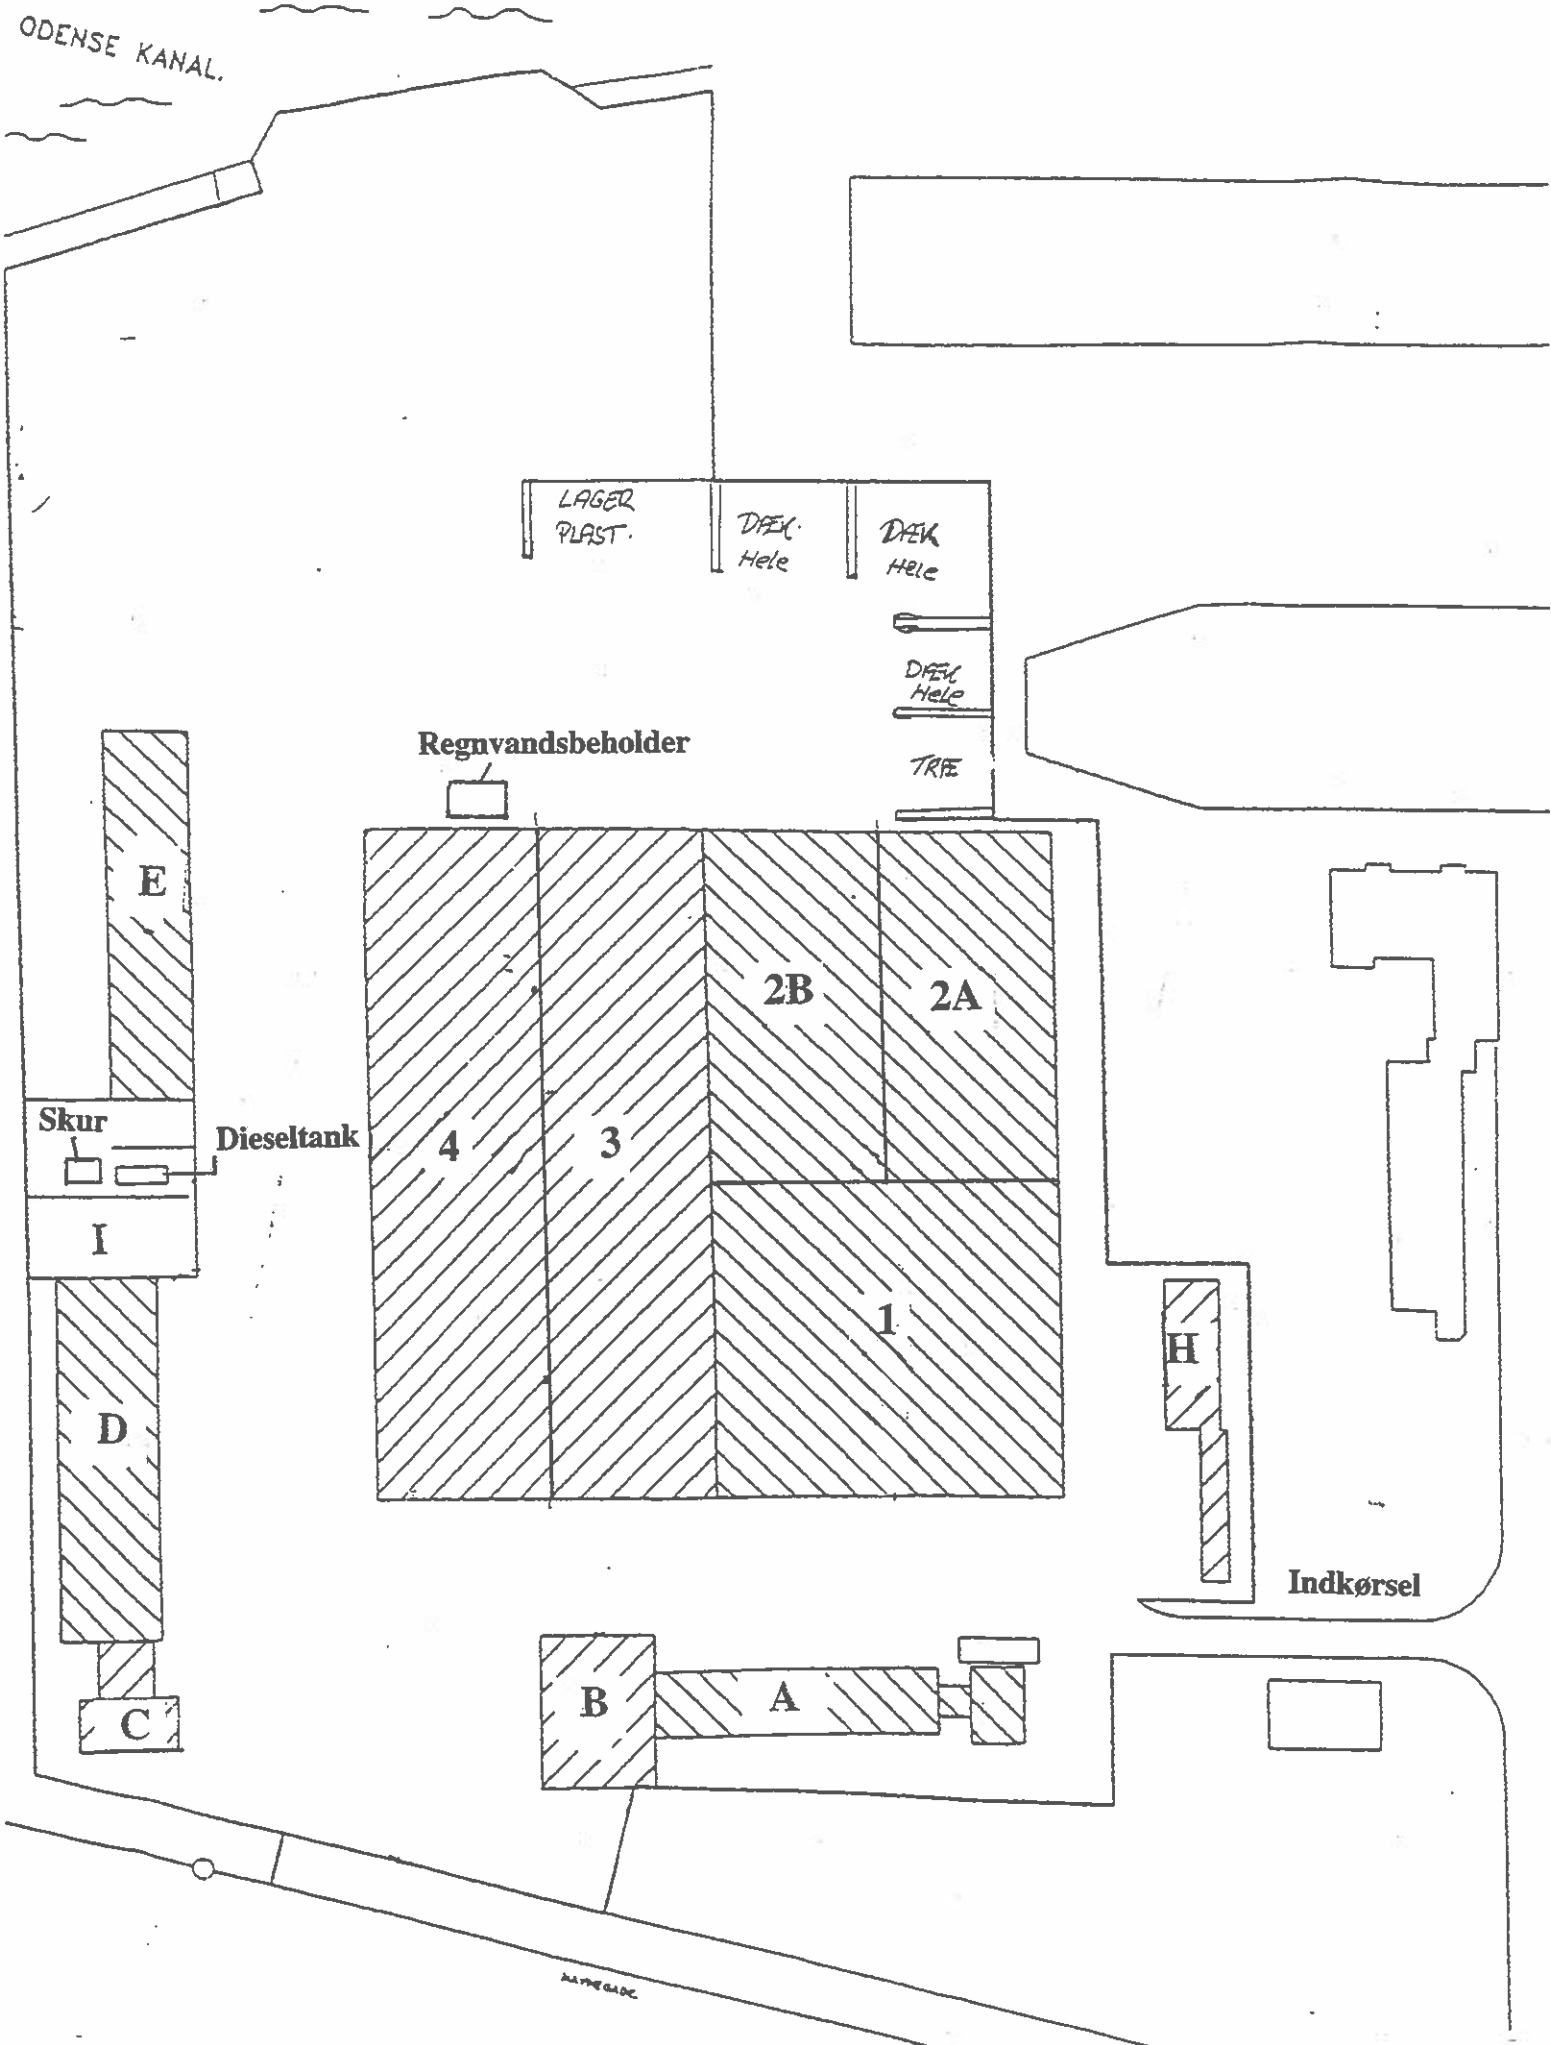 ODENSE KANAL.
LAGER
PLAST.
DÆK.
Hele
DÆK
Hele
DÆK
Hele
TRÆ
Regnvandsbeholder
E
2B
2A
Skur
Dieseltank
4
3
I
1
H
D
Indkørsel
B
A
C